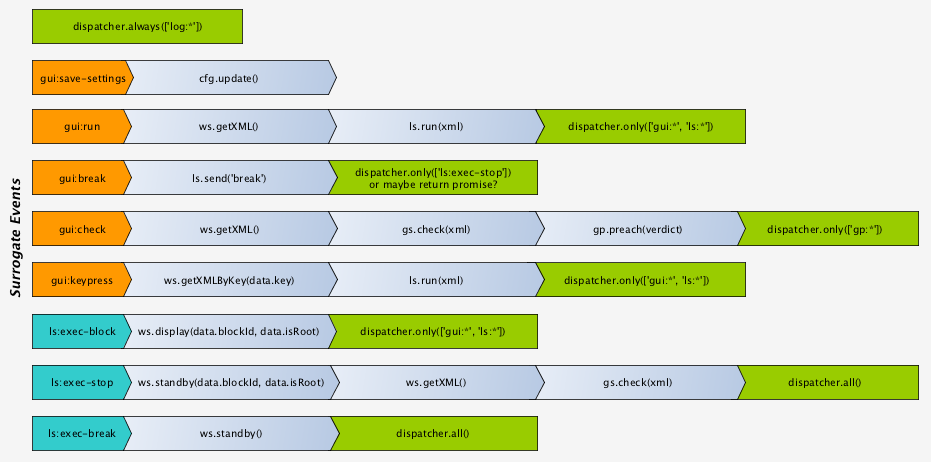 dispatcher.always(['log:*'])
gui:save-settings cfg.update()
gui:run ws.getXML() ls.run(xml) dispatcher.only(['gui:*', 'ls:*'])
gui:break ls.send('break') dispatcher.only(['ls:exec-stop'])
or maybe return promise?
gui:check ws.getXML() gs.check(xml) gp.preach(verdict) dispatcher.only(['gp:*'])
gui:keypress ws.getXMLByKey(data.key) ls.run(xml) dispatcher.only(['gui:*', 'ls:*'])
ls:exec-block ws.display(data.blockId, data.isRoot) dispatcher.only(['gui:*', 'ls:*'])
ls:exec-stop ws.standby(data.blockId, data.isRoot) ws.getXML() gs.check(xml) dispatcher.all()
ls:exec-break ws.standby() dispatcher.all()
Surrogate Events